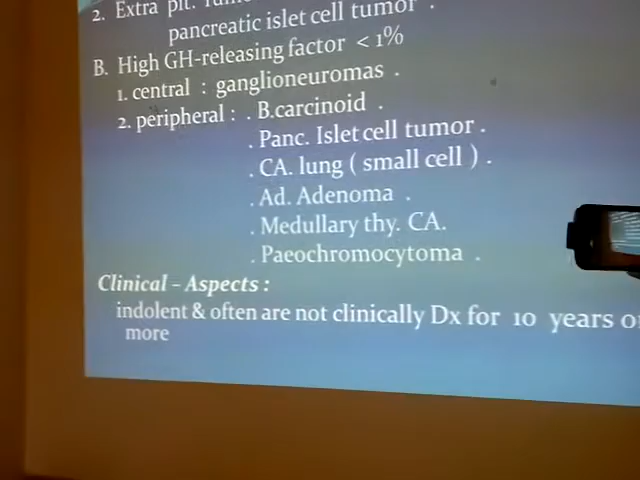 2. Extra pit.
pancreatic islet cell tumor .
B. High GH-releasing factor < 1%
1. central : ganglioneuromas .
2. peripheral : . B.carcinoid .
. Panc. Islet cell tumor .
. CA. lung ( small cell ) .
. Ad. Adenoma .
. Medullary thy. CA.
. Paeochromocytoma .
Clinical – Aspects :
indolent & often are not clinically Dx for 10 years
more